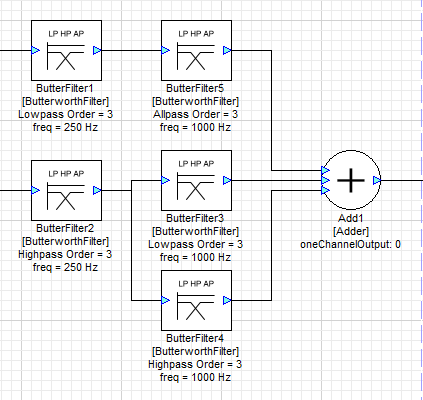 LP HP AP
ButterFilter1
[ButterworthFilter]
Lowpass Order = 3
freq = 250 Hz
LP HP AP
ButterFilter5
[ButterworthFilter]
Allpass Order = 3
freq = 1000 Hz
LP HP AP
ButterFilter2
[ButterworthFilter]
Highpass Order = 3
freq = 250 Hz
LP HP AP
ButterFilter3
[ButterworthFilter]
Lowpass Order = 3
freq = 1000 Hz
+
Add1
[Adder]
oneChannelOutput: 0
LP HP AP
ButterFilter4
[ButterworthFilter]
Highpass Order = 3
freq = 1000 Hz